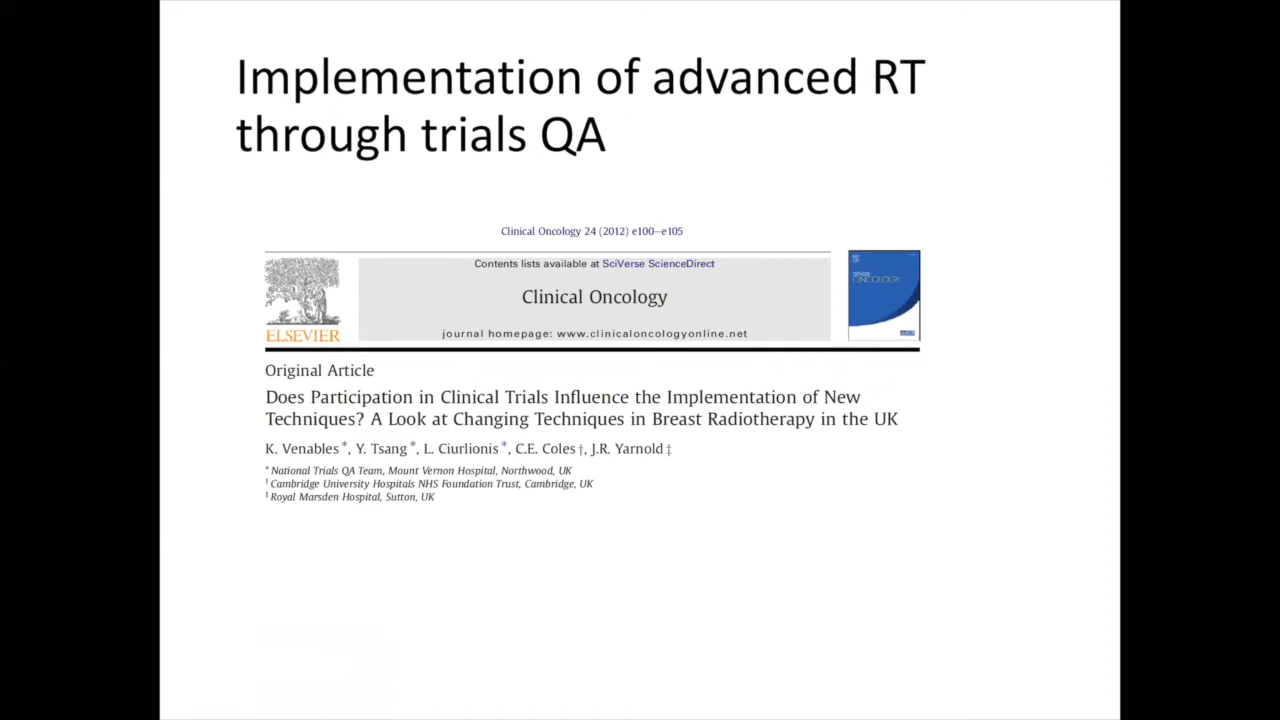 Implementation of advanced RT
through trials QA
Clinical Oncology 24 (2012) e100–e105
Contents lists available at SciVerse ScienceDirect
Clinical Oncology
journal homepage: www.clinicaloncologyonline.net
ELSEVIER
ONCOLOGY
Original Article
Does Participation in Clinical Trials Influence the Implementation of New
Techniques? A Look at Changing Techniques in Breast Radiotherapy in the UK
K. Venables *, Y. Tsang *, L. Ciurlionis *, C.E. Coles †, J.R. Yarnold ‡
* National Trials QA Team, Mount Vernon Hospital, Northwood, UK
† Cambridge University Hospitals NHS Foundation Trust, Cambridge, UK
‡ Royal Marsden Hospital, Sutton, UK